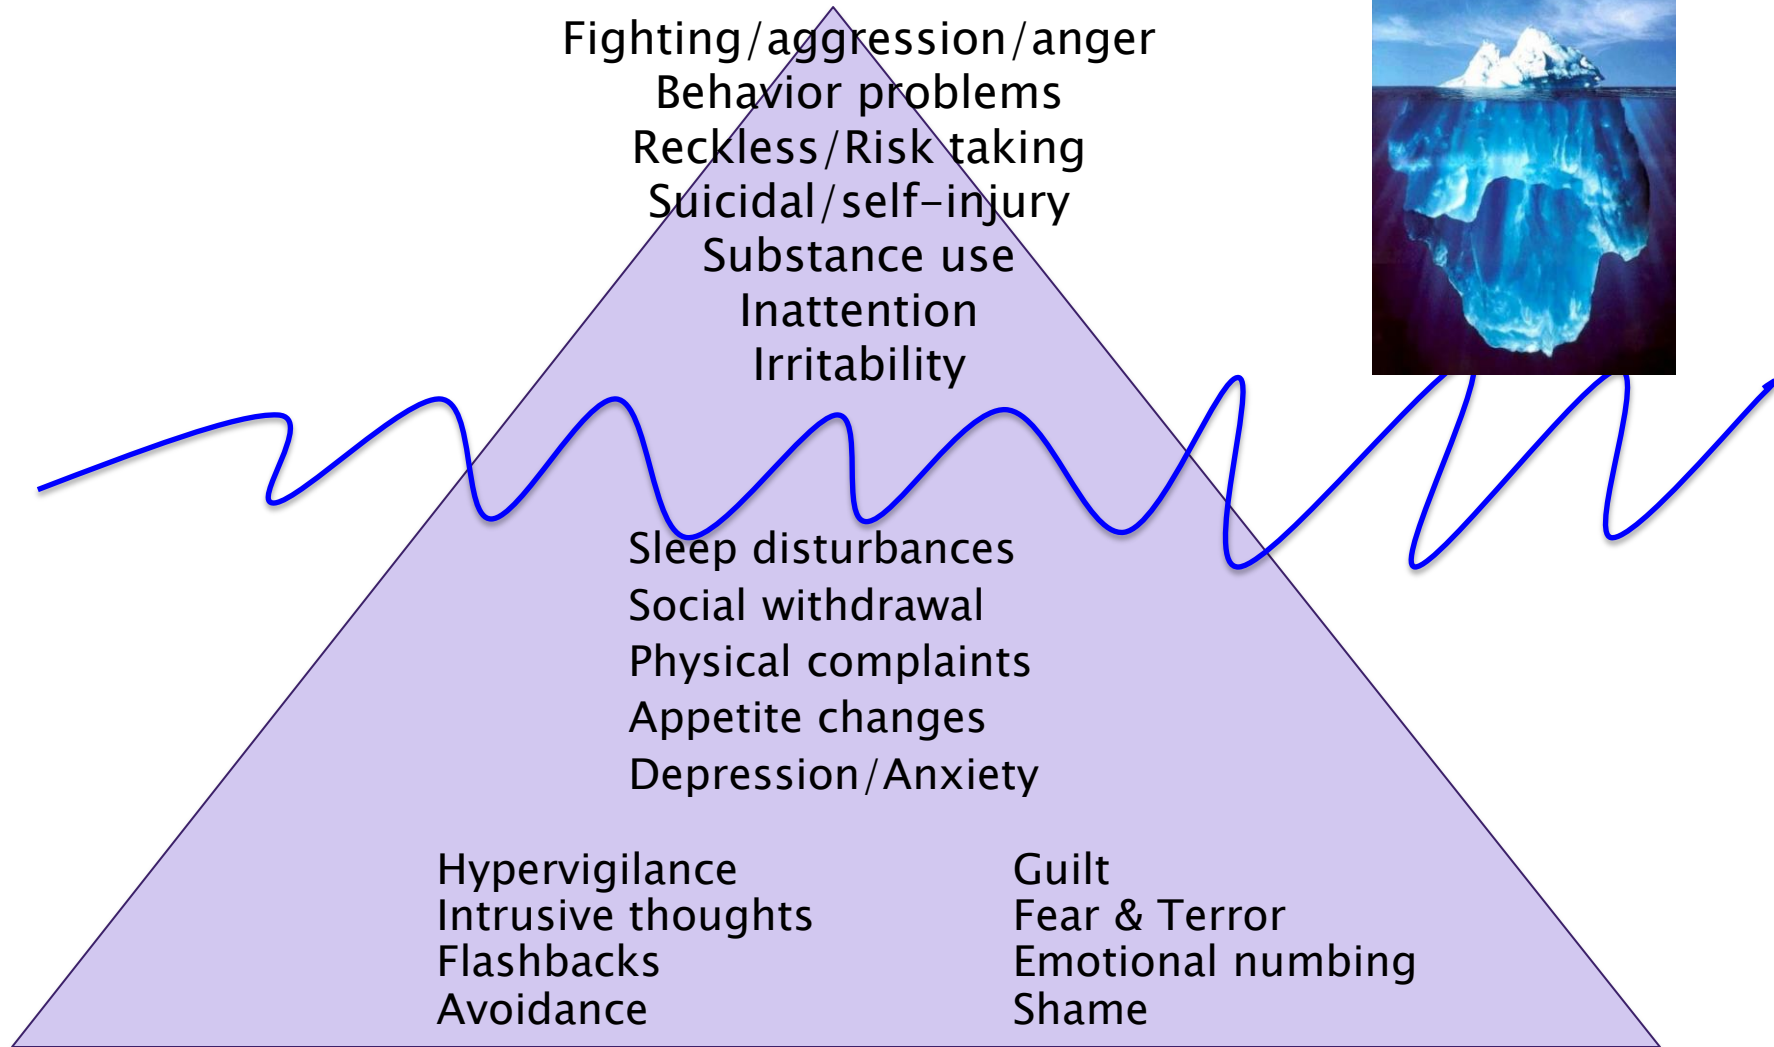 Fighting/aggression/anger
Behavior problems
Reckless/Risk taking
Suicidal/self-injury
Substance use
Inattention
Irritability
Sleep disturbances
Social withdrawal
Physical complaints
Appetite changes
Depression/Anxiety
Hypervigilance
Intrusive thoughts
Flashbacks
Avoidance
Guilt
Fear & Terror
Emotional numbing
Shame